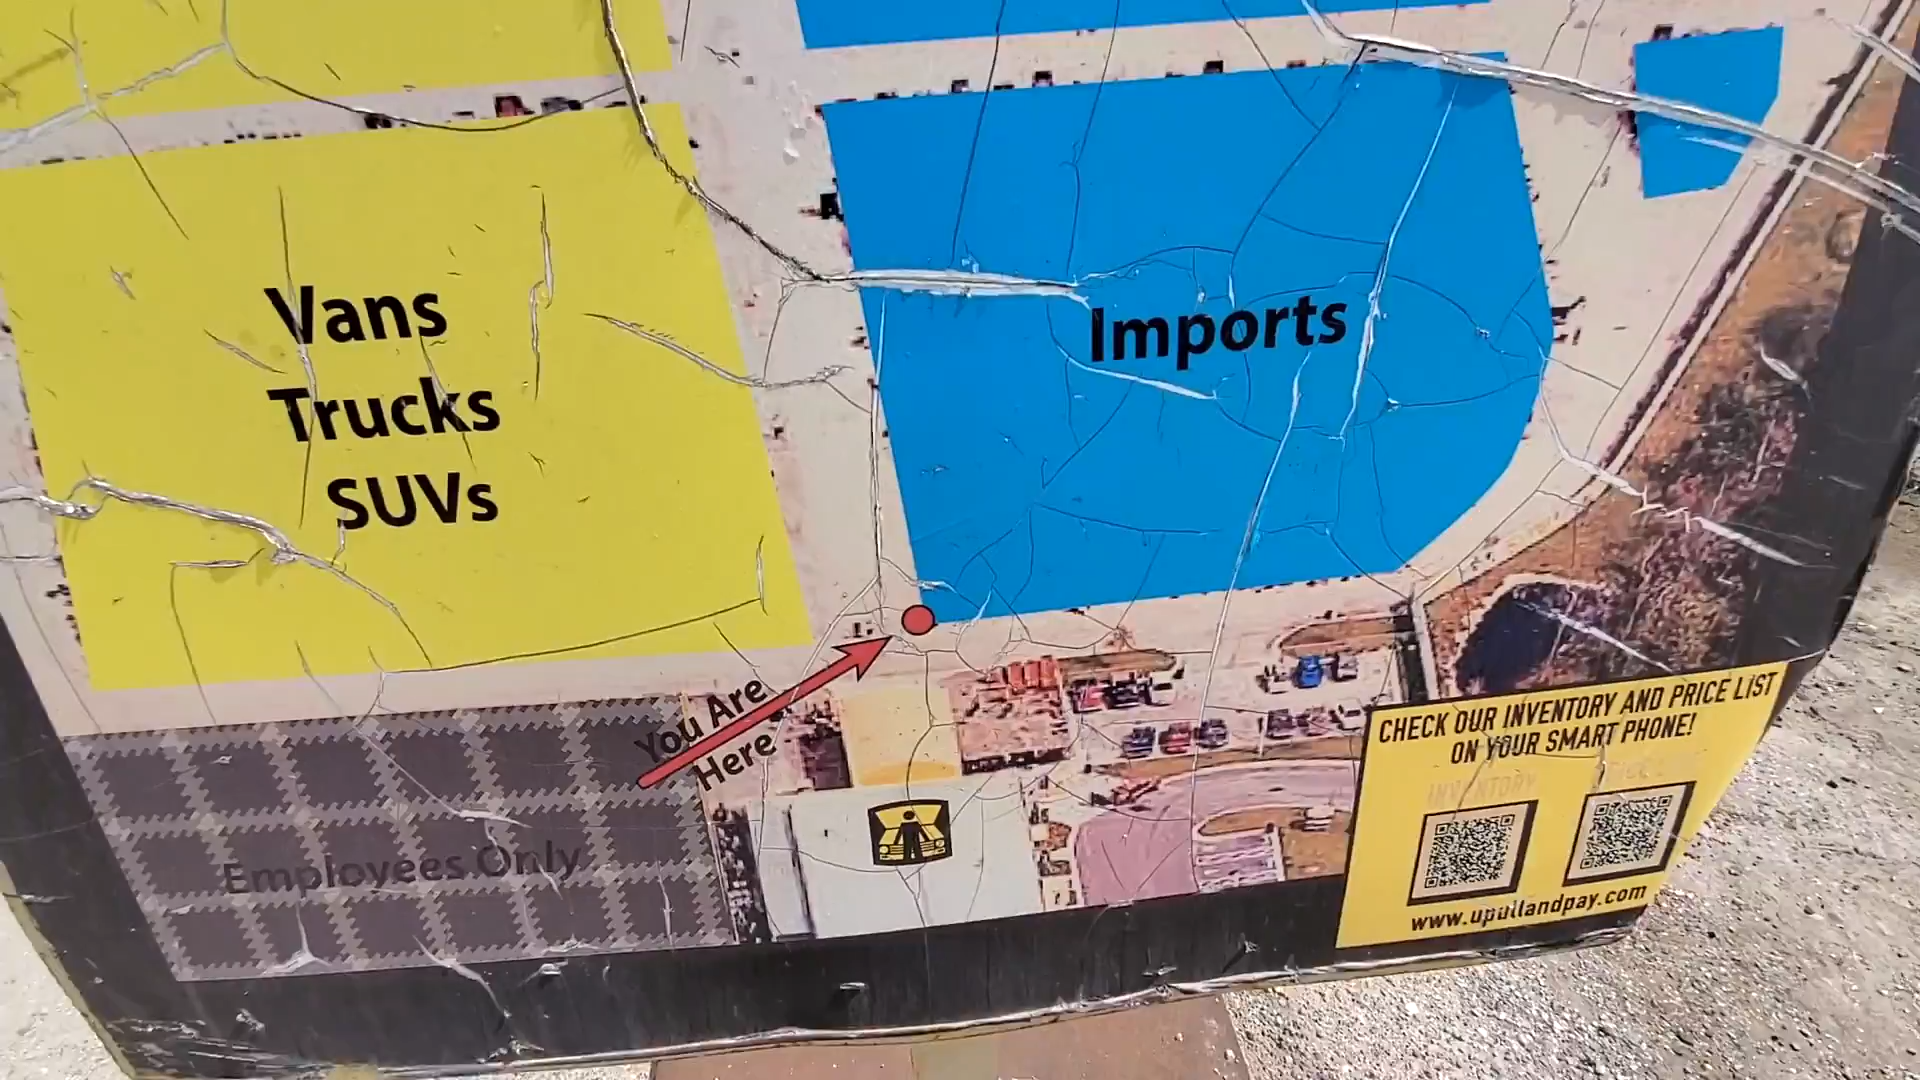 Vans
Trucks
SUVs
Imports
You Are
Here
Employees Only
CHECK OUR INVENTORY AND PRICE LIST
ON YOUR SMART PHONE!
INVENTORY
www.upullandpay.com